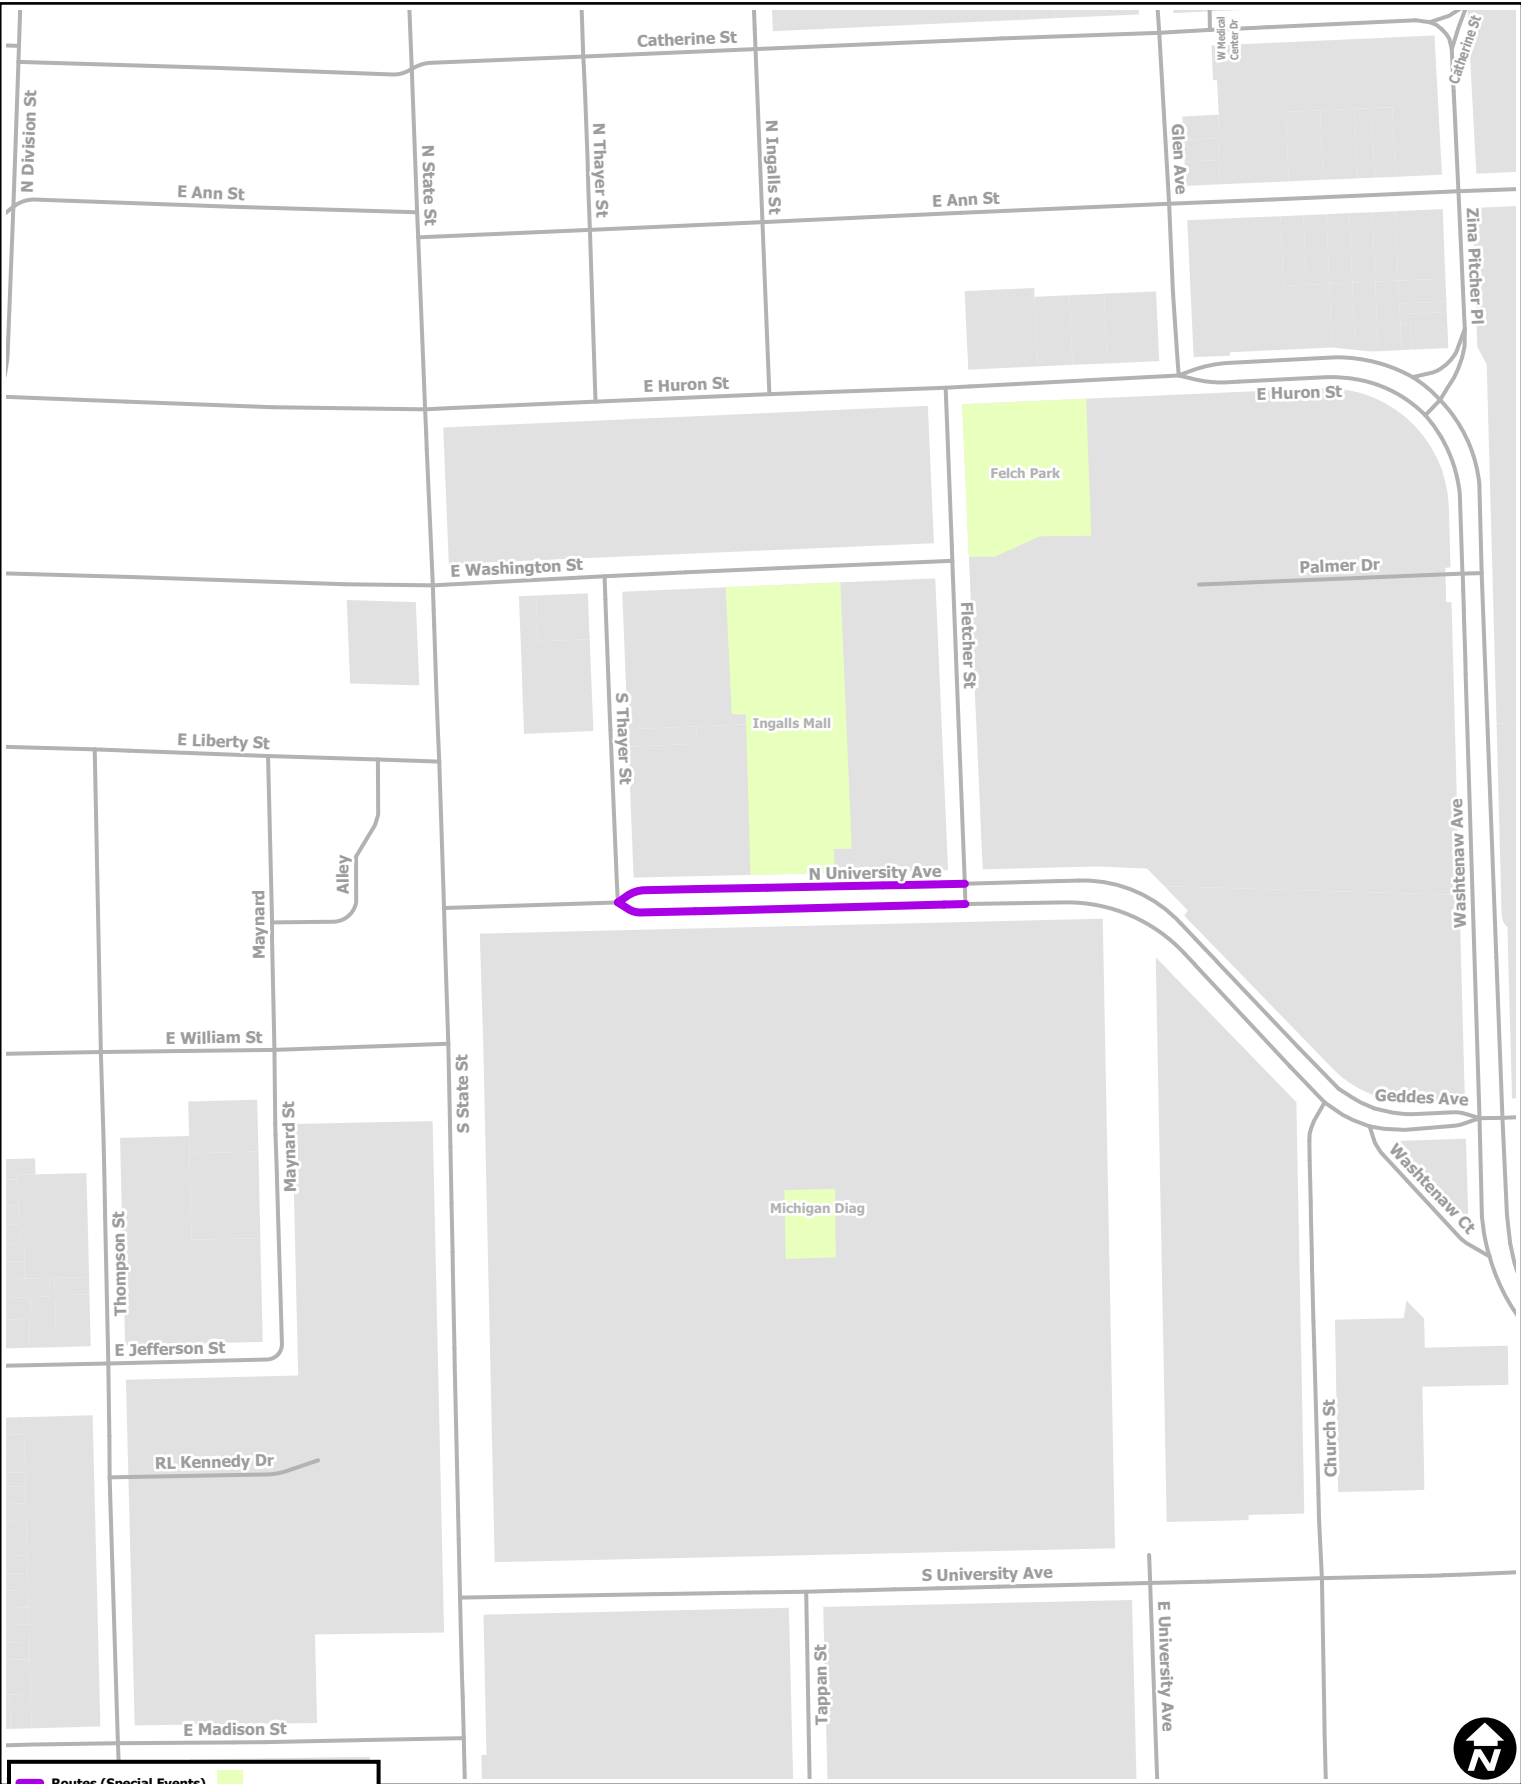 Catherine St
W Medical
Center Dr
Catherine St
N Division St
N State St
N Thayer St
N Ingalls St
Glen Ave
E Ann St
E Ann St
Zina Pitcher Pl
E Huron St
E Huron St
Felch Park
E Washington St
Palmer Dr
Fletcher St
S Thayer St
Ingalls Mall
E Liberty St
Alley
Maynard
N University Ave
Washtenaw Ave
E William St
S State St
Maynard St
Geddes Ave
Washtenaw Ct
Thompson St
Michigan Diag
E Jefferson St
RL Kennedy Dr
Church St
S University Ave
Tappan St
E University Ave
E Madison St
N
Routes (Special Events)